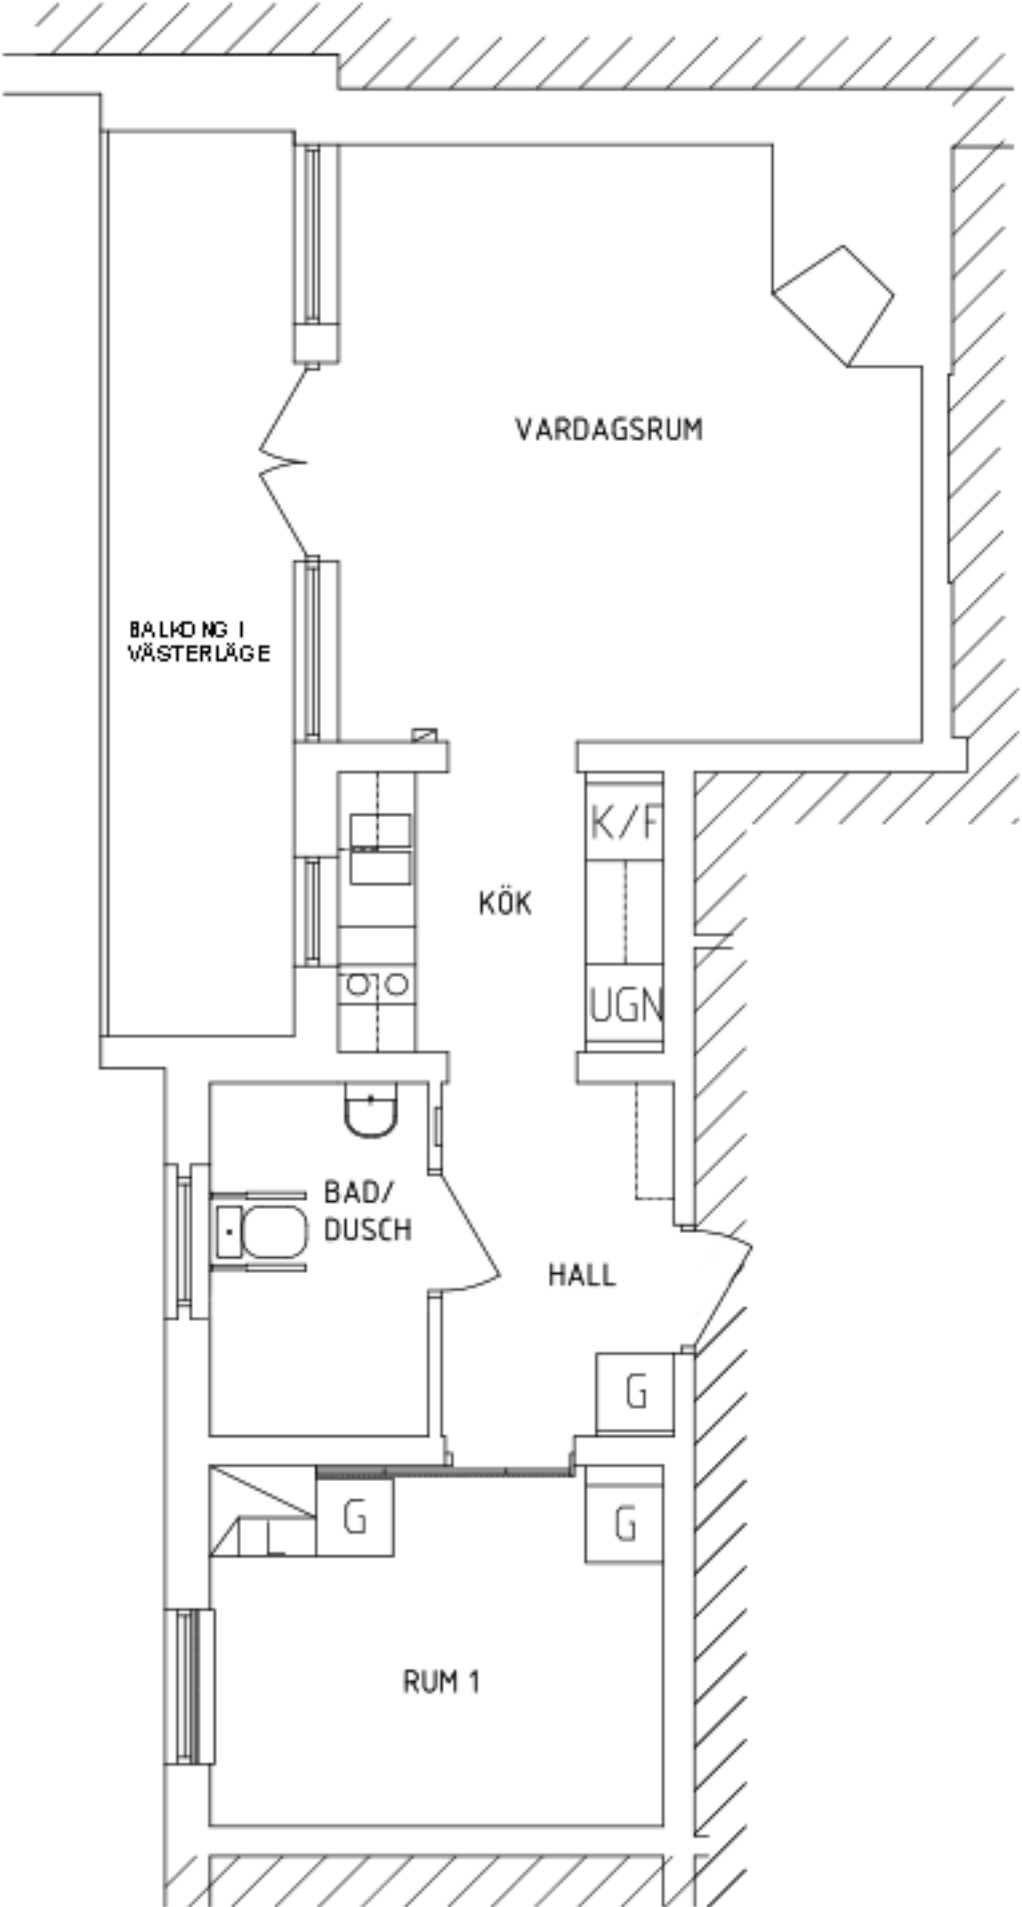 VARDAGSRUM
BALKONG I
VÄSTERLÄGE
K/F
KÖK
UGN
BAD/
DUSCH
HALL
G
G
L
G
RUM 1